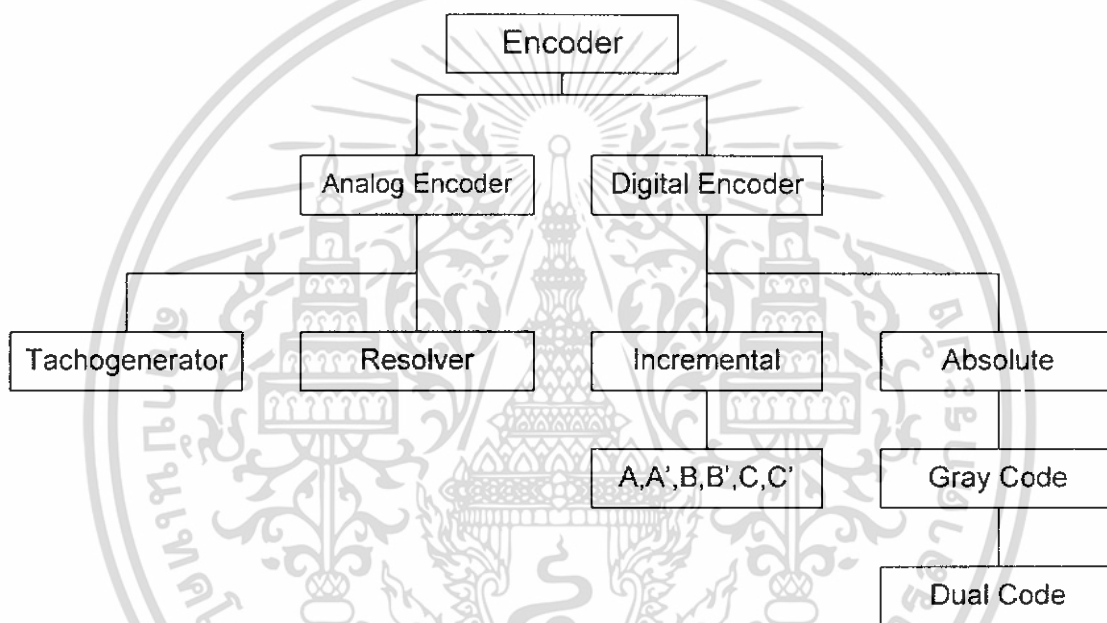 Encoder
Analog Encoder
Digital Encoder
Tachogenerator
Resolver
Incremental
Absolute
A,A',B,B',C,C'
Gray Code
Dual Code